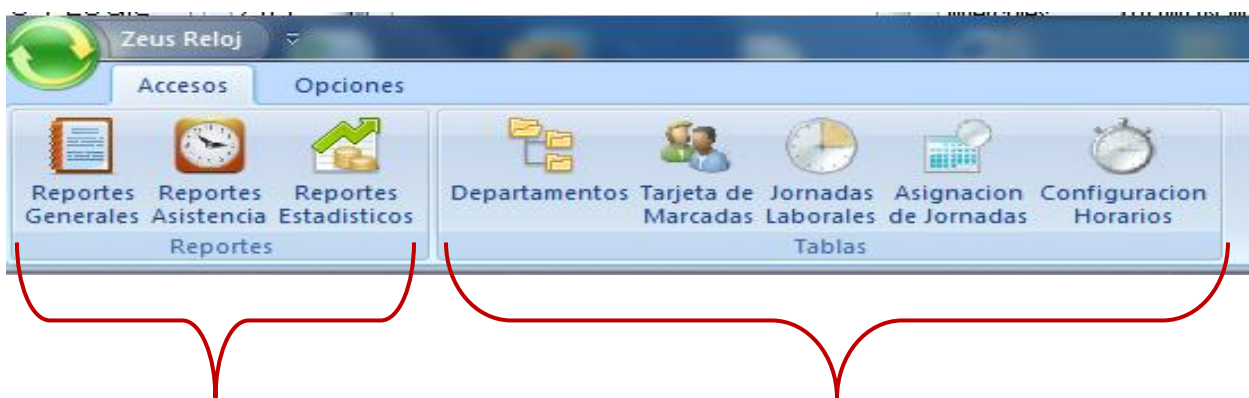 Zeus Reloj
Accesos Opciones
Reportes Reportes Reportes Departamentos Tarjeta de Jornadas Asignacion Configuracion
Generales Asistencia Estadisticos Marcadas Laborales de Jornadas Horarios
Reportes Tablas